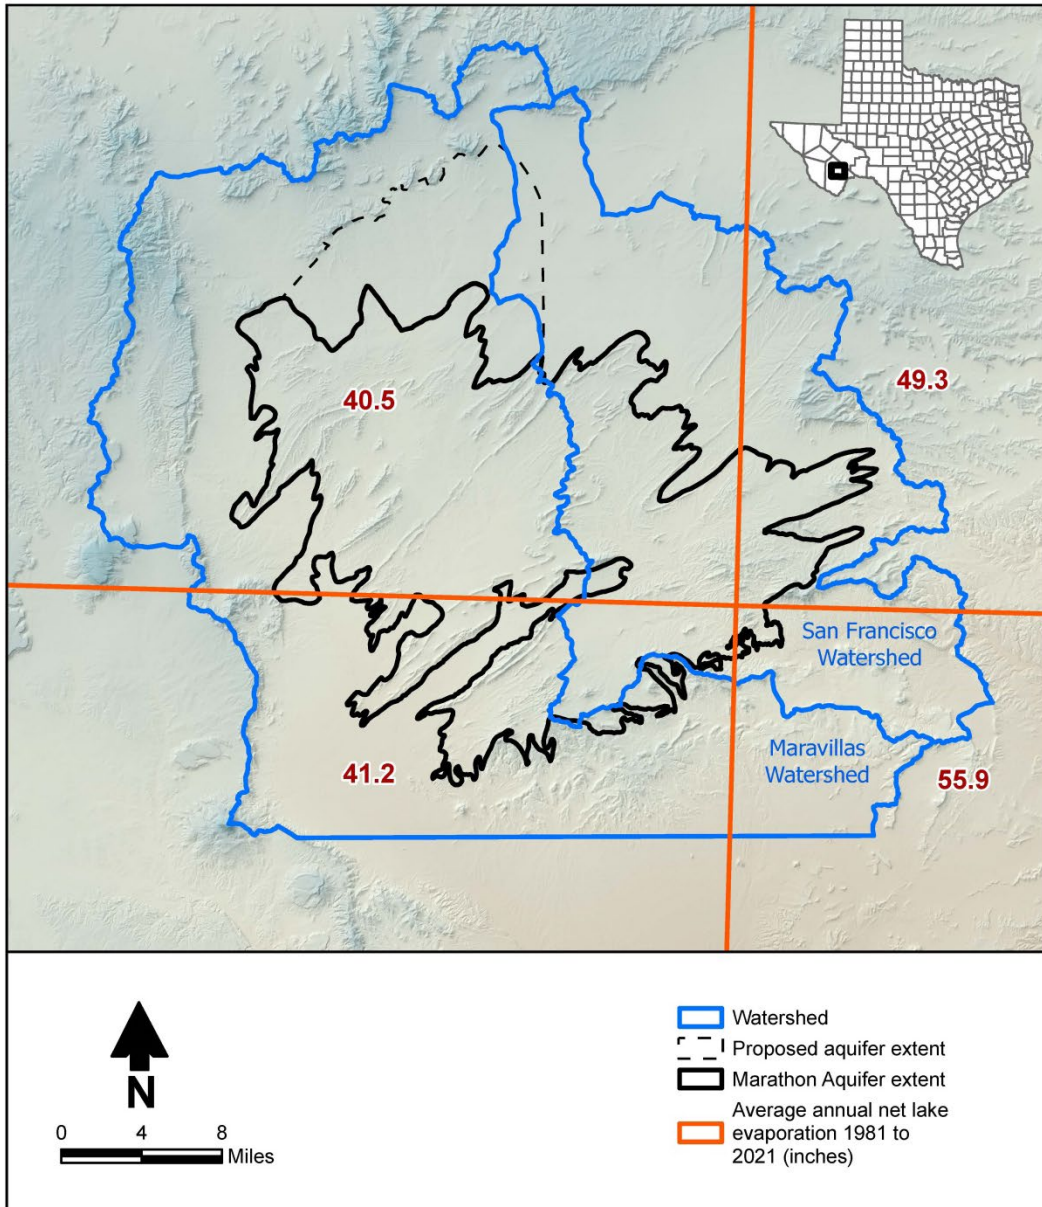 49.3
40.5
San Francisco
Watershed
Maravillas
Watershed
41.2
55.9
N
0 4 8
Miles
Watershed
Proposed aquifer extent
Marathon Aquifer extent
Average annual net lake
evaporation 1981 to
2021 (inches)